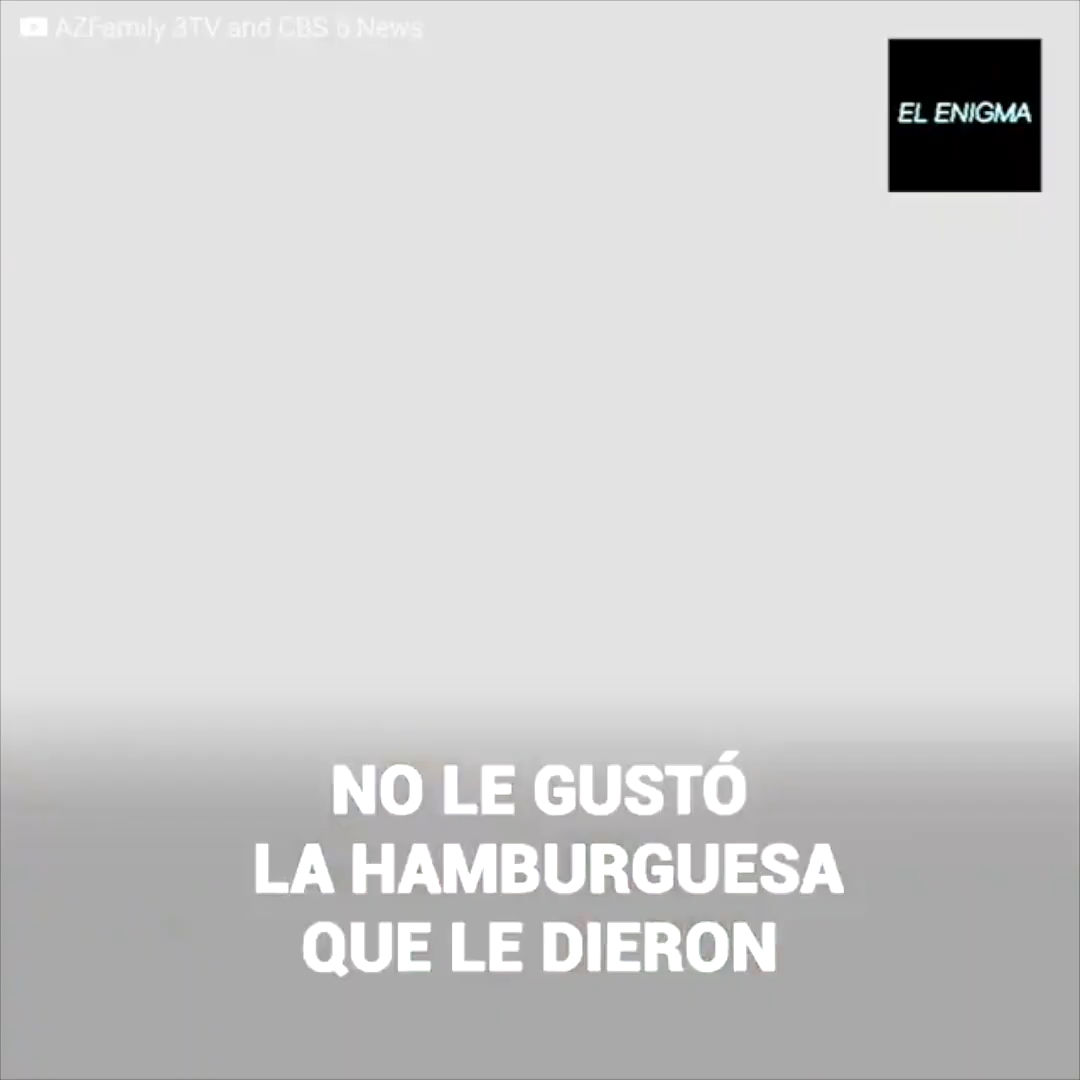 AZFamily 3TV and CBS 5 News
EL ENIGMA
NO LE GUSTÓ
LA HAMBURGUESA
QUE LE DIERON